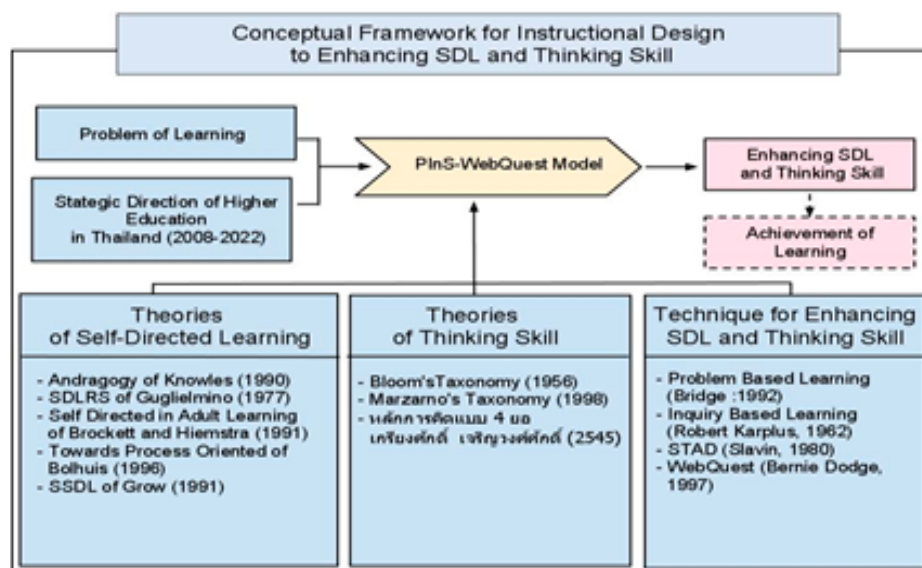 Conceptual Framework for Instructional Design
to Enhancing SDL and Thinking Skill
Problem of Learning
Stategic Direction of Higher
Education
in Thailand (2008-2022)
PInS-WebQuest Model
Enhancing SDL
and Thinking Skill
Achievement of
Learning
Theories
of Self-Directed Learning
- Andragogy of Knowles (1990)
- SDLRS of Guglielmino (1977)
- Self Directed in Adult Learning
of Brockett and Hiemstra (1991)
- Towards Process Oriented of
Bolhuis (1996)
- SSDL of Grow (1991)
Theories
of Thinking Skill
- Bloom'sTaxonomy (1956)
- Marzarno's Taxonomy (1998)
- หลักการคิดแบบ 4 ขอ
เกรียงศักดิ์ เจริญวงศ์ศักดิ์ (2545)
Technique for Enhancing
SDL and Thinking Skill
- Problem Based Learning
(Bridge :1992)
- Inquiry Based Learning
(Robert Karplus, 1962)
- STAD (Slavin, 1980)
- WebQuest (Bernie Dodge,
1997)